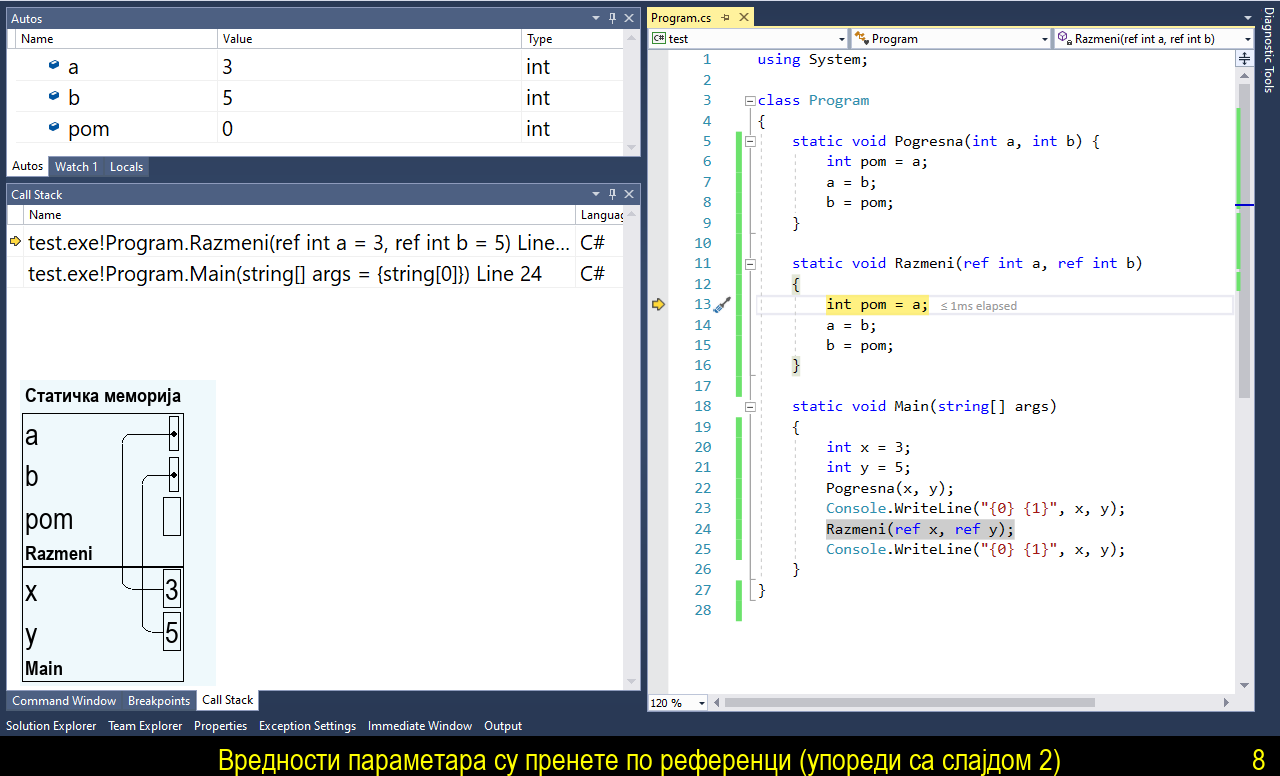 Autos
Name Value Type
a 3 int
b 5 int
pom 0 int
Autos Watch 1 Locals
Call Stack
Name Languag
test.exe!Program.Razmeni(ref int a = 3, ref int b = 5) Line... C#
test.exe!Program.Main(string[] args = {string[0]}) Line 24 C#
Статичка меморија
a
b
pom
Razmeni
x 3
y 5
Main
Command Window Breakpoints Call Stack
Solution Explorer Team Explorer Properties Exception Settings Immediate Window Output
Program.cs
C# test Program Razmeni(ref int a, ref int b)
1 using System;
2
3 class Program
4 {
5 static void Pogresna(int a, int b) {
6 int pom = a;
7 a = b;
8 b = pom;
9 }
10
11 static void Razmeni(ref int a, ref int b)
12 {
13 int pom = a; ≤ 1ms elapsed
14 a = b;
15 b = pom;
16 }
17
18 static void Main(string[] args)
19 {
20 int x = 3;
21 int y = 5;
22 Pogresna(x, y);
23 Console.WriteLine("{0} {1}", x, y);
24 Razmeni(ref x, ref y);
25 Console.WriteLine("{0} {1}", x, y);
26 }
27 }
28
120 %
Diagnostic Tools
Вредности параметара су пренете по референци (упореди са слајдом 2) 8